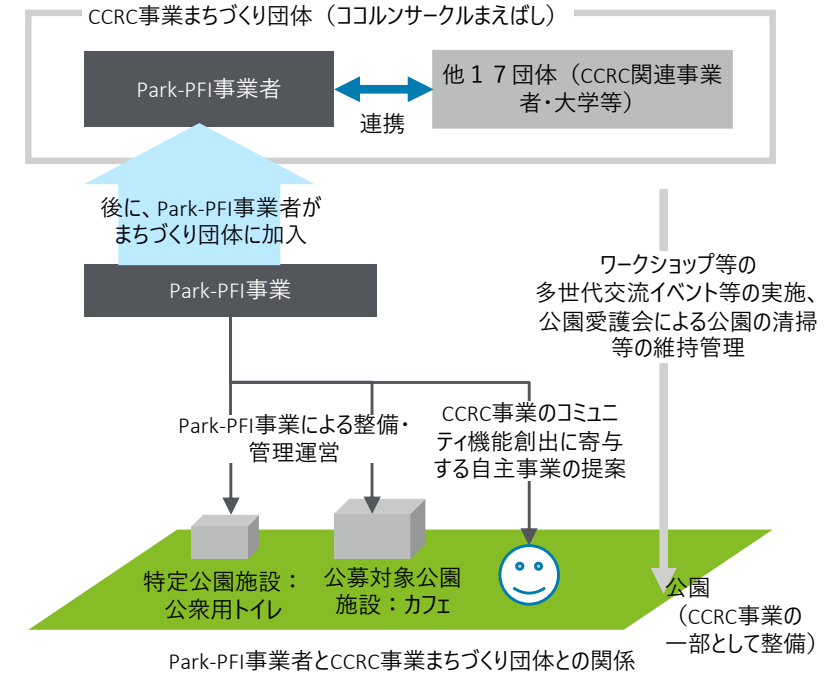 CCRC事業まちづくり団体（ココルンサークルまえばし）
Park-PFI事業者
他１７団体（CCRC関連事業
者・大学等）
連携
後に、Park-PFI事業者が
まちづくり団体に加入
Park-PFI事業
ワークショップ等の
多世代交流イベント等の実施、
公園愛護会による公園の清掃
等の維持管理
Park-PFI事業による整備・
管理運営
CCRC事業のコミュニ
ティ機能創出に寄与
する自主事業の提案
特定公園施設：
公衆用トイレ
公募対象公園
施設：カフェ
公園
（CCRC事業の
一部として整備）
Park-PFI事業者とCCRC事業まちづくり団体との関係